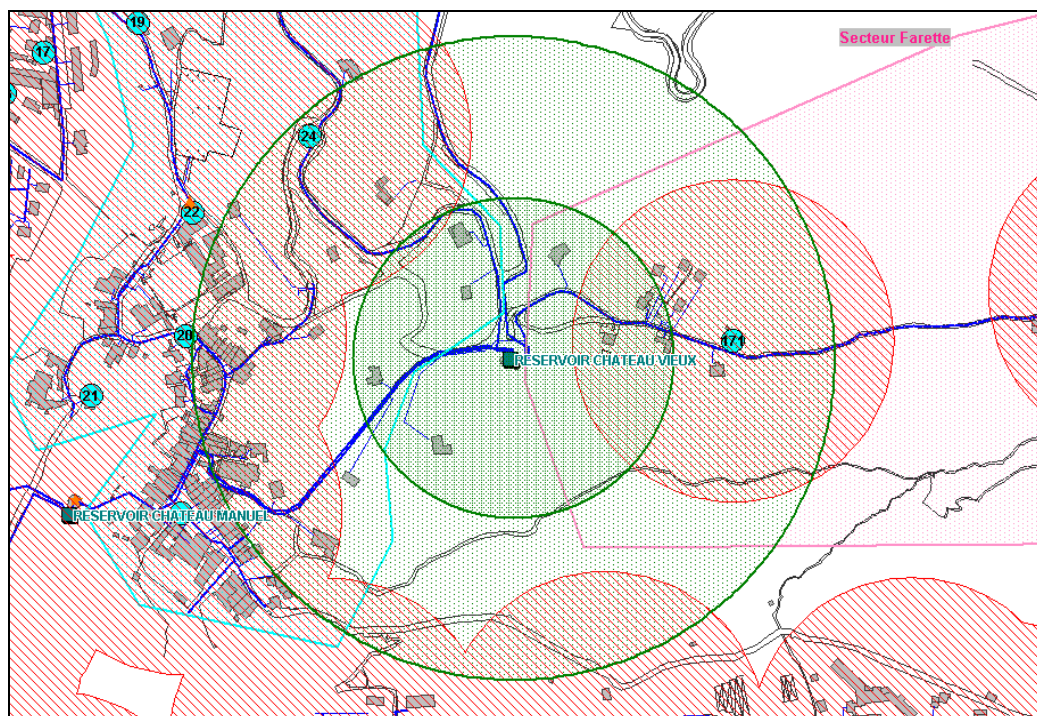 19
Secteur Farette
17
24
22
20
171
RESERVOIR CHATEAU VIEUX
21
RESERVOIR CHATEAU MANUEL